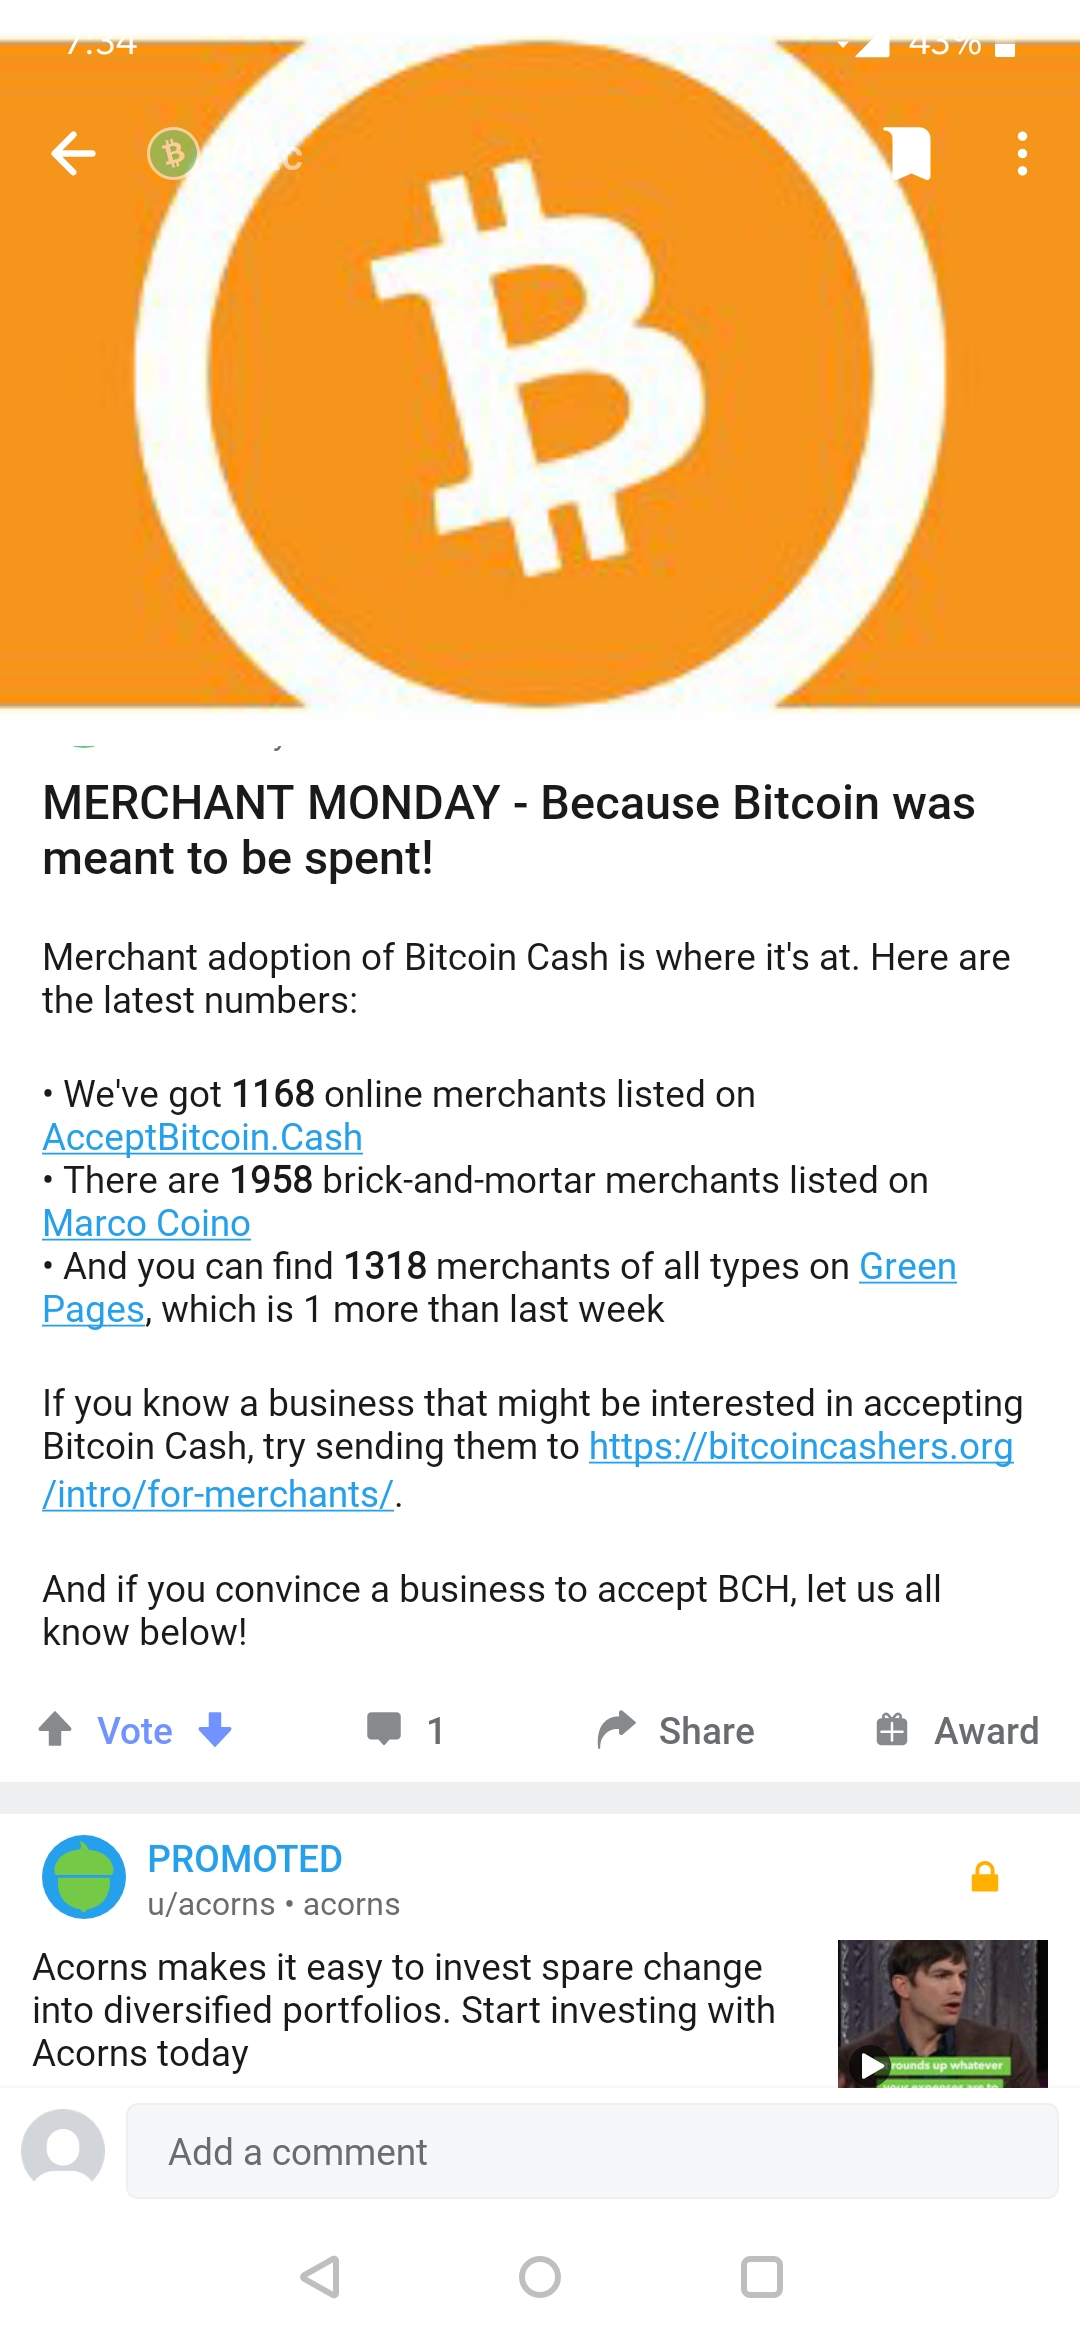 7:34 43%
MERCHANT MONDAY - Because Bitcoin was
meant to be spent!
Merchant adoption of Bitcoin Cash is where it's at. Here are
the latest numbers:
• We've got 1168 online merchants listed on
AcceptBitcoin.Cash
• There are 1958 brick-and-mortar merchants listed on
Marco Coino
• And you can find 1318 merchants of all types on Green
Pages, which is 1 more than last week
If you know a business that might be interested in accepting
Bitcoin Cash, try sending them to https://bitcoincashers.org
/intro/for-merchants/.
And if you convince a business to accept BCH, let us all
know below!
Vote 1 Share Award
PROMOTED
u/acorns • acorns
Acorns makes it easy to invest spare change
into diversified portfolios. Start investing with
Acorns today
rounds up whatever
your expenses are to
Add a comment